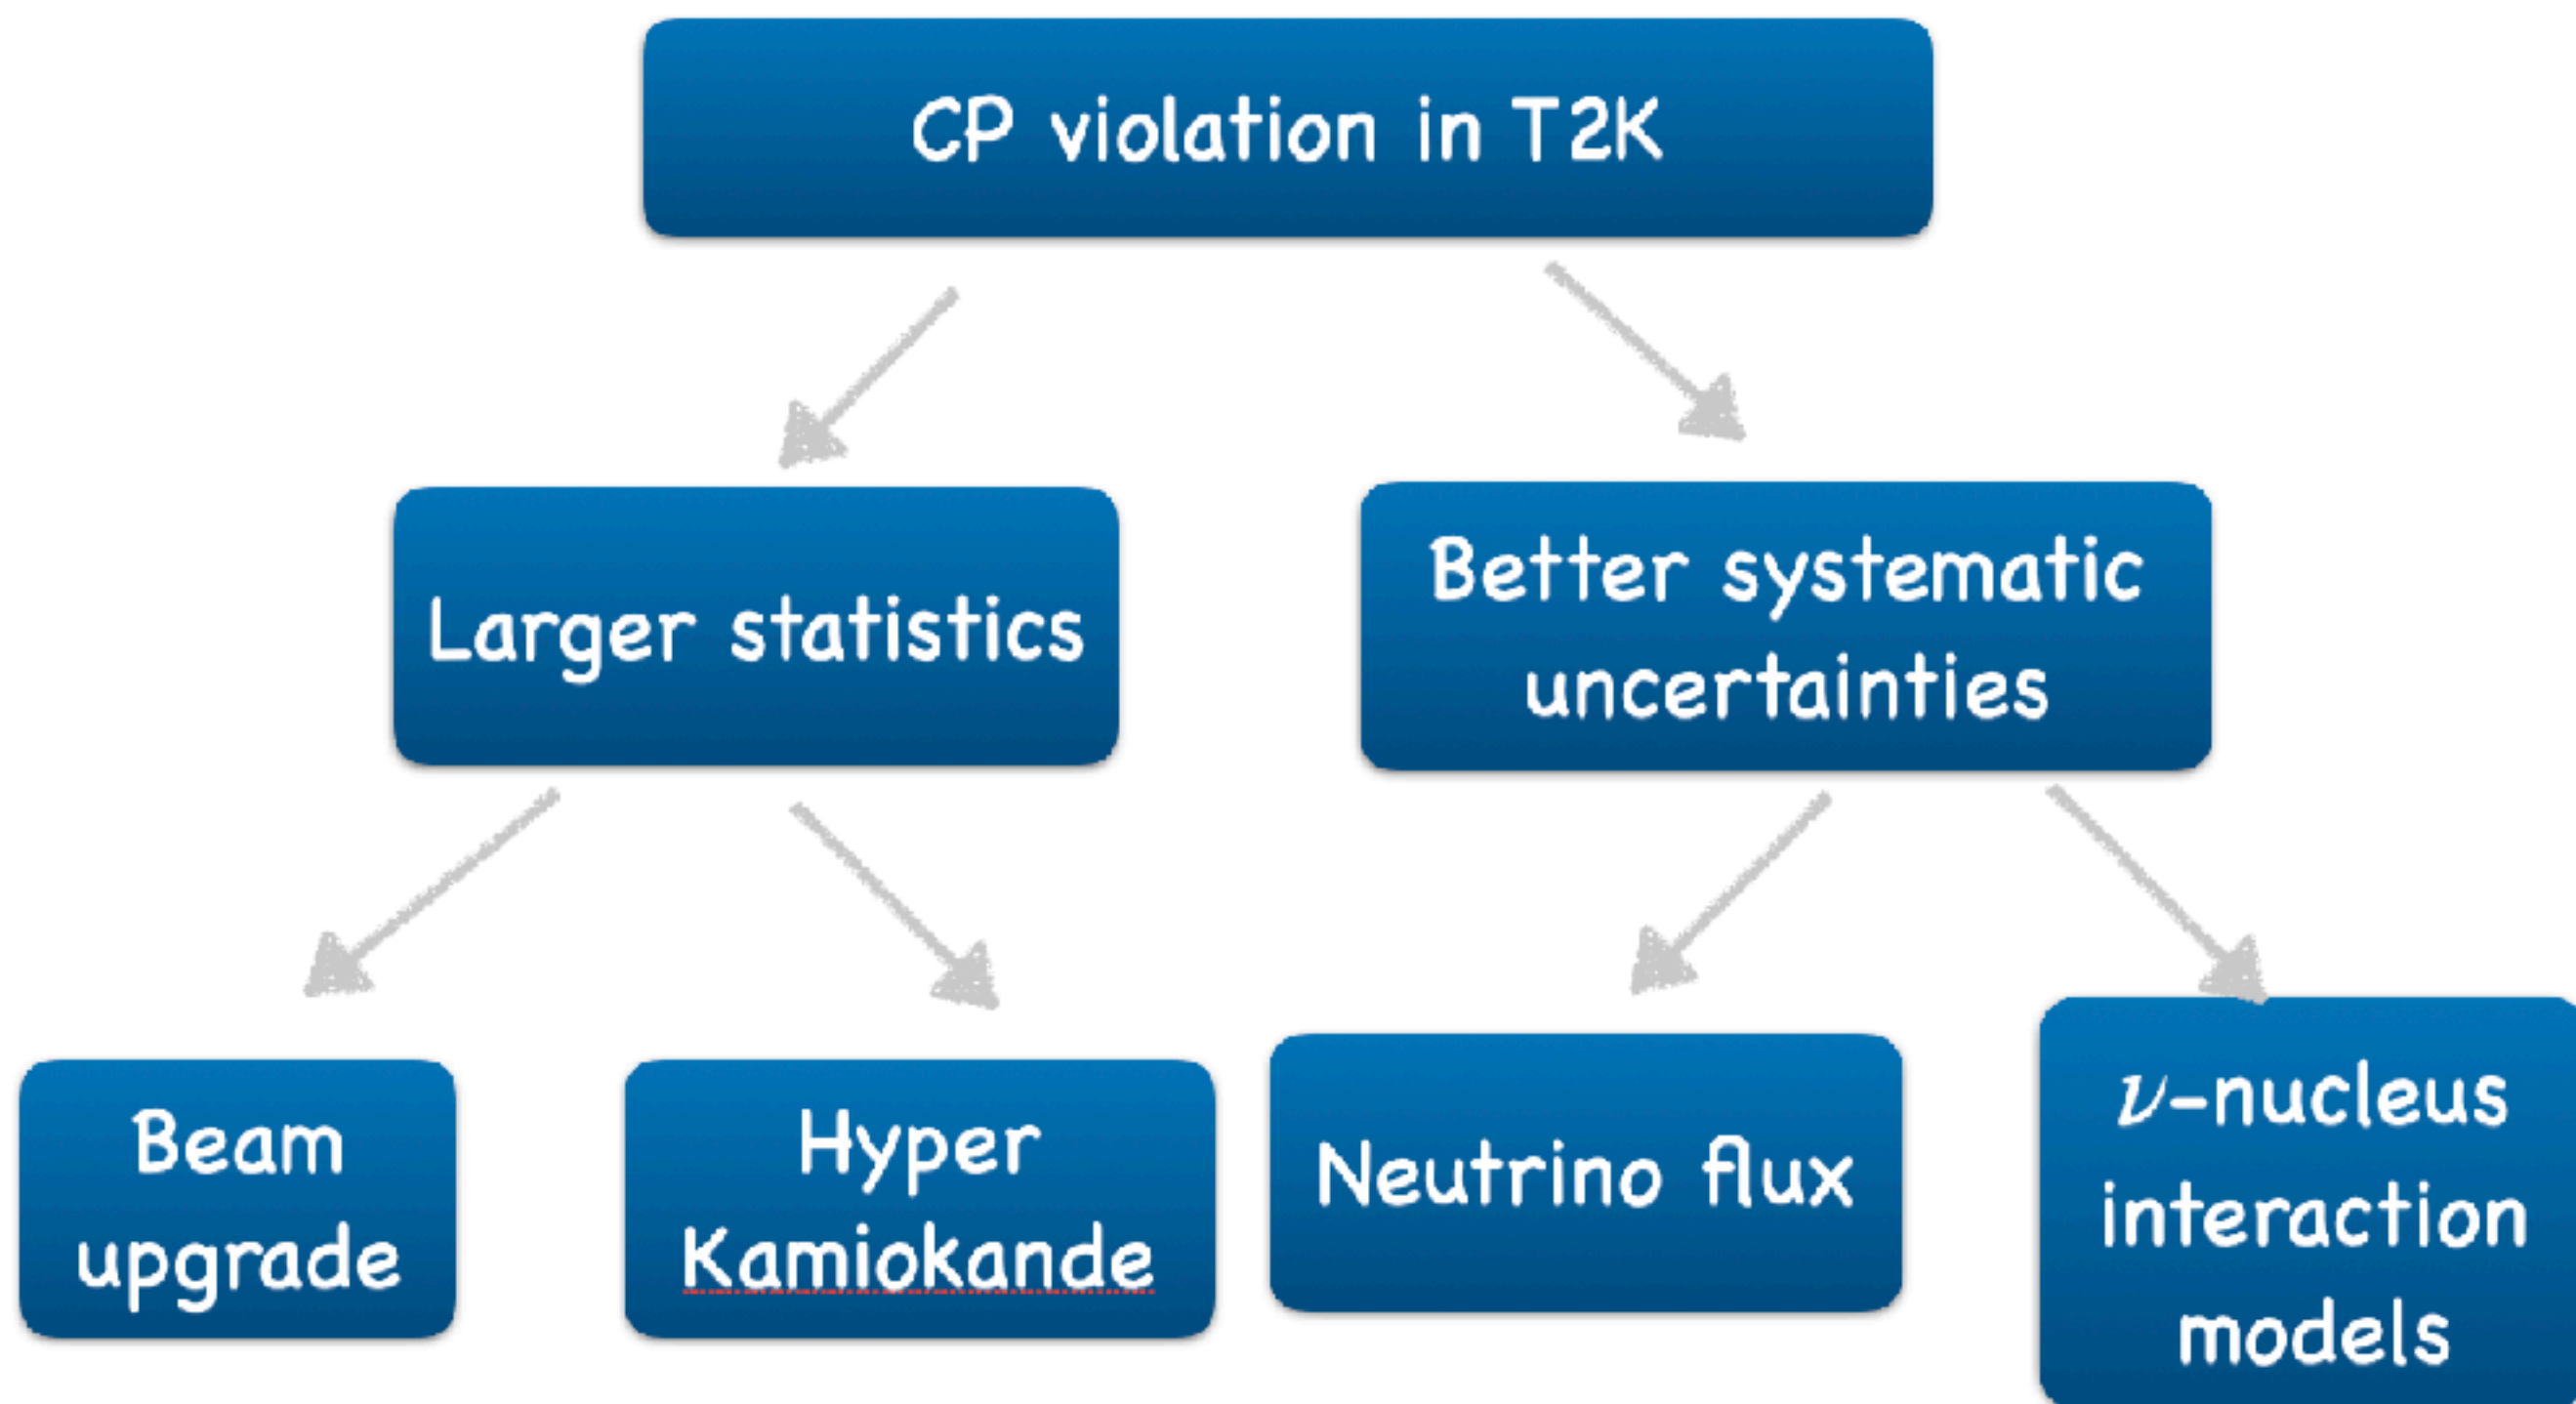 CP violation in T2K
Larger statistics
Better systematic
uncertainties
Beam
upgrade
Hyper
Kamiokande
Neutrino flux
ν-nucleus
interaction
models